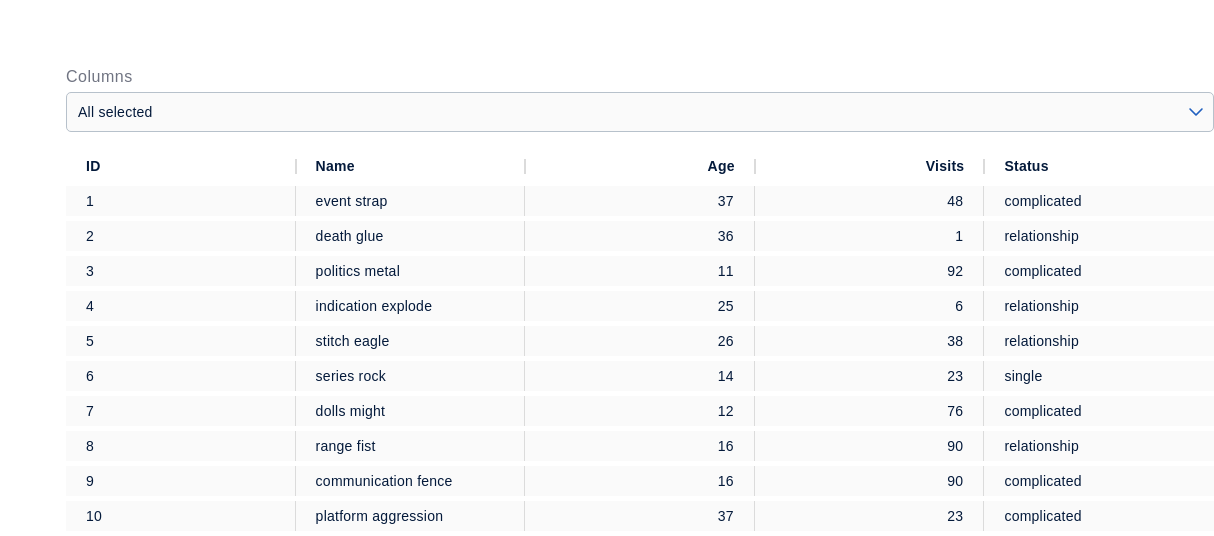 Columns
All selected
ID Name Age Visits Status
1 event strap 37 48 complicated
2 death glue 36 1 relationship
3 politics metal 11 92 complicated
4 indication explode 25 6 relationship
5 stitch eagle 26 38 relationship
6 series rock 14 23 single
7 dolls might 12 76 complicated
8 range fist 16 90 relationship
9 communication fence 16 90 complicated
10 platform aggression 37 23 complicated